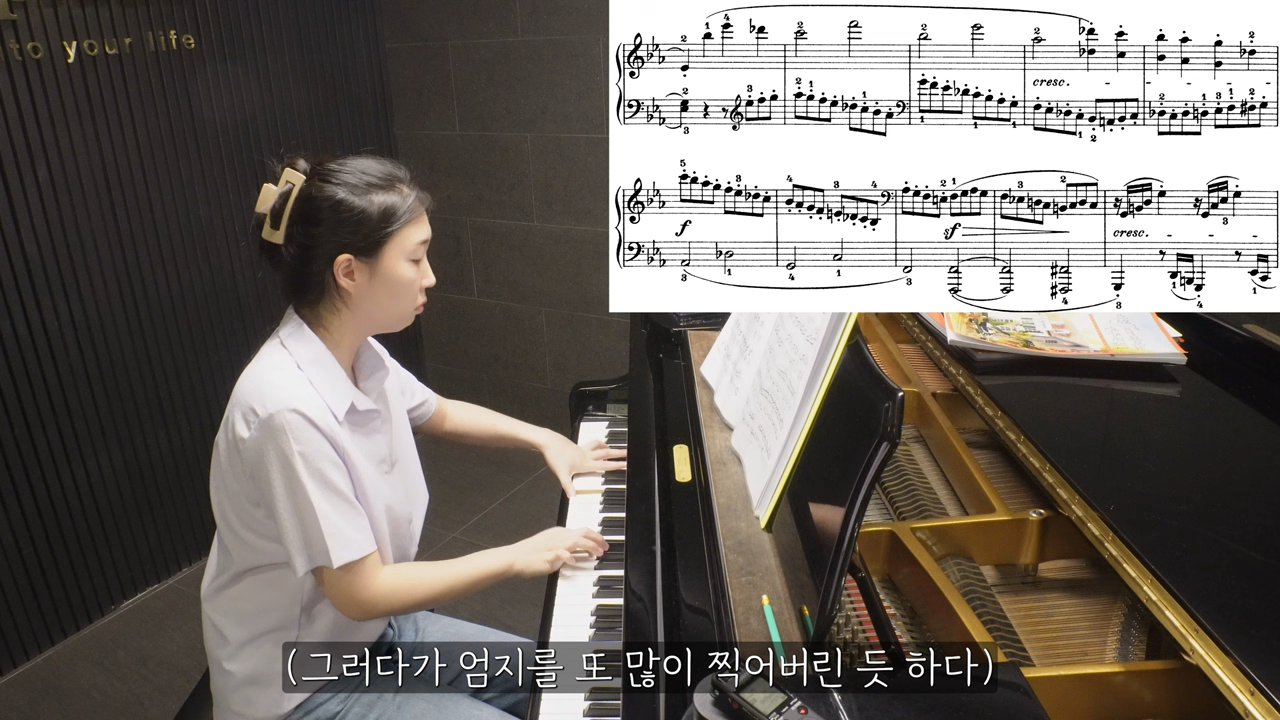 to your life
cresc.
f
sf
cresc.
(그러다가 엄지를 또 많이 찍어버린 듯 하다)